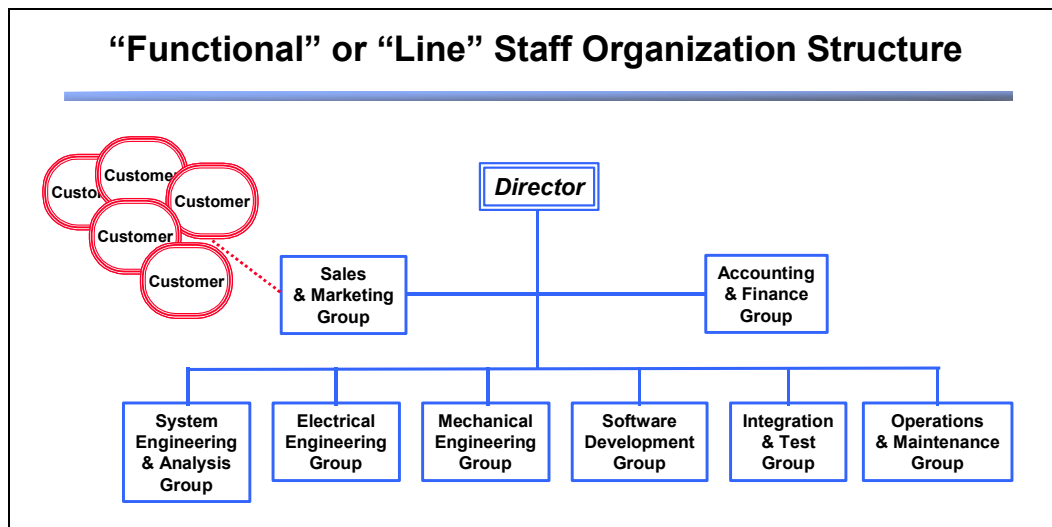 “Functional” or “Line” Staff Organization Structure
Customer
Custo
Customer
Customer
Customer
Director
Sales
& Marketing
Group
Accounting
& Finance
Group
System
Engineering
& Analysis
Group
Electrical
Engineering
Group
Mechanical
Engineering
Group
Software
Development
Group
Integration
& Test
Group
Operations
& Maintenance
Group